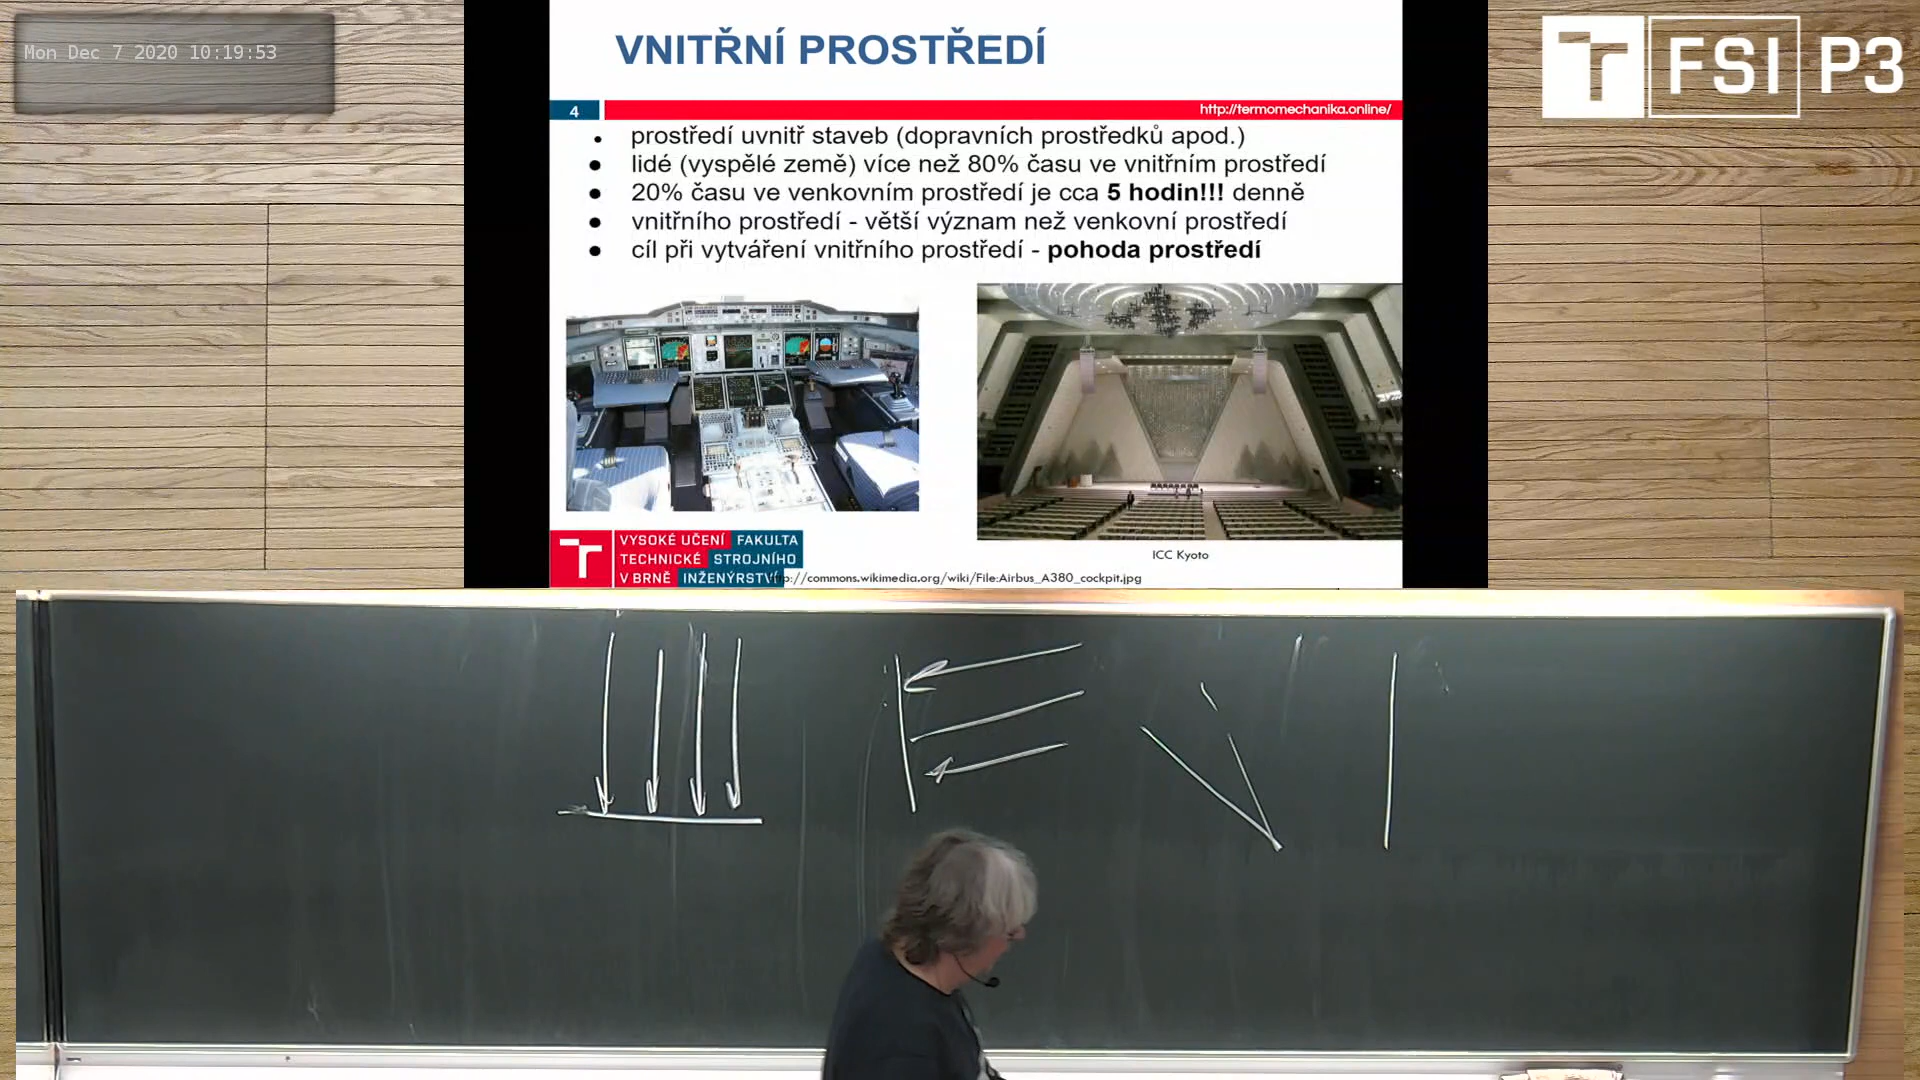 Mon Dec 7 2020 10:19:53
VNITŘNÍ PROSTŘEDÍ
FSI P3
4
http://termomechanika.online/
• prostředí uvnitř staveb (dopravních prostředků apod.)
• lidé (vyspělé země) více než 80% času ve vnitřním prostředí
• 20% času ve venkovním prostředí je cca 5 hodin!!! denně
• vnitřního prostředí - větší význam než venkovní prostředí
• cíl při vytváření vnitřního prostředí - pohoda prostředí
VYSOKÉ UČENÍ FAKULTA
TECHNICKÉ STROJNÍHO
V BRNĚ INŽENÝRSTVÍ
ICC Kyoto
http://commons.wikimedia.org/wiki/File:Airbus_A380_cockpit.jpg